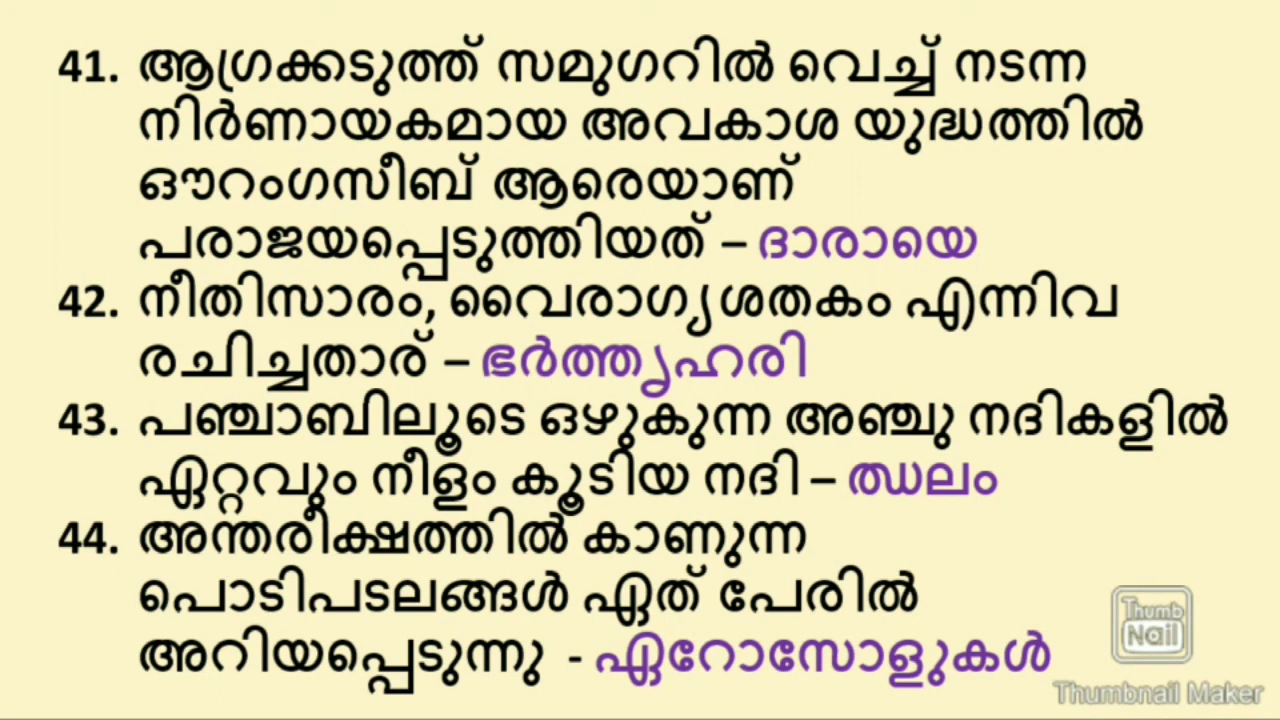 41. ആഗ്രക്കടുത്ത് സമുഗറിൽ വെച്ച് നടന്ന
നിർണായകമായ അവകാശ യുദ്ധത്തിൽ
ഔറംഗസീബ് ആരെയാണ്
പരാജയപ്പെടുത്തിയത് – ദാരായെ
42. നീതിസാരം, വൈരാഗ്യശതകം എന്നിവ
രചിച്ചതാര് – ഭർത്തൃഹരി
43. പഞ്ചാബിലൂടെ ഒഴുകുന്ന അഞ്ചു നദികളിൽ
ഏറ്റവും നീളം കൂടിയ നദി – ഝലം
44. അന്തരീക്ഷത്തിൽ കാണുന്ന
പൊടിപടലങ്ങൾ ഏത് പേരിൽ
അറിയപ്പെടുന്നു - ഏറോസോളുകൾ
Thumb
Nail
Thumbnail Maker